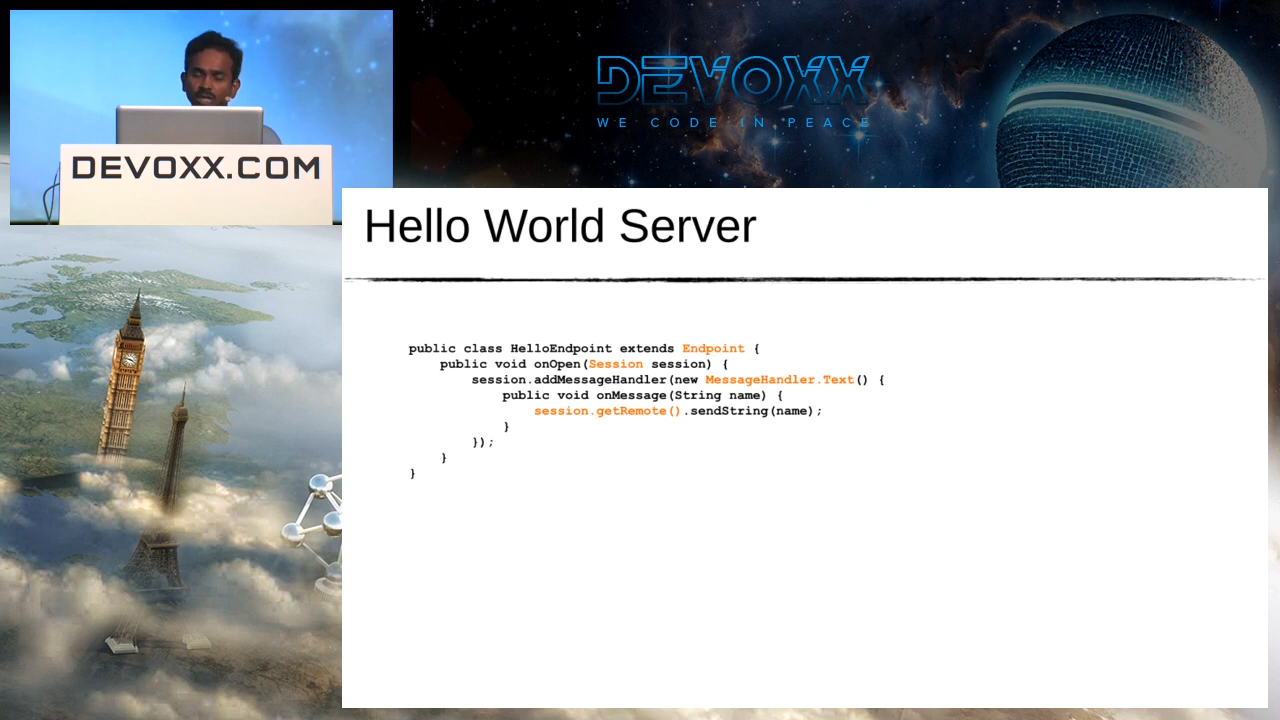 DEVOXX
WE CODE IN PEACE
DEVOXX.COM
Hello World Server
public class HelloEndpoint extends Endpoint {
public void onOpen(Session session) {
session.addMessageHandler(new MessageHandler.Text() {
public void onMessage(String name) {
session.getRemote().sendString(name);
}
});
}
}